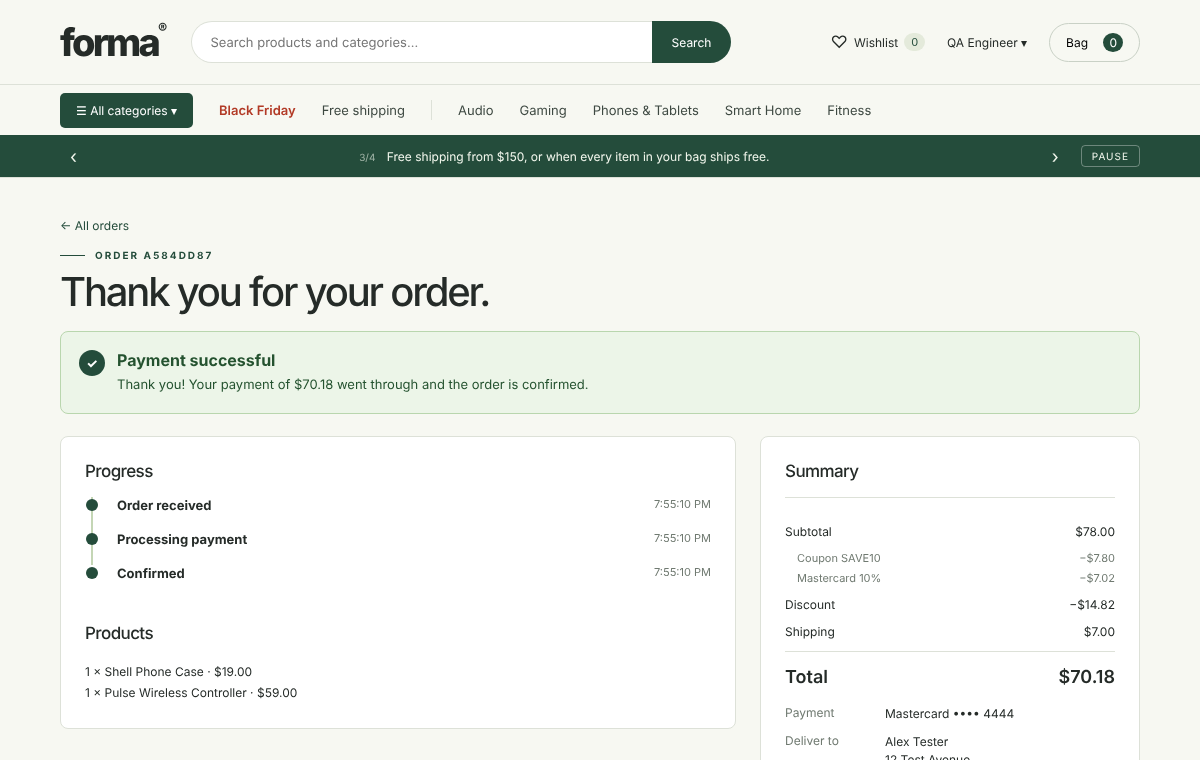 forma®
Search products and categories...
Search
Wishlist 0
QA Engineer ▾
Bag 0
☰ All categories ▾
Black Friday
Free shipping
Audio
Gaming
Phones & Tablets
Smart Home
Fitness
‹
3/4 Free shipping from $150, or when every item in your bag ships free.
›
PAUSE
← All orders
ORDER A584DD87
Thank you for your order.
Payment successful
Thank you! Your payment of $70.18 went through and the order is confirmed.
Progress
Order received 7:55:10 PM
Processing payment 7:55:10 PM
Confirmed 7:55:10 PM
Products
1 × Shell Phone Case · $19.00
1 × Pulse Wireless Controller · $59.00
Summary
Subtotal $78.00
Coupon SAVE10 −$7.80
Mastercard 10% −$7.02
Discount −$14.82
Shipping $7.00
Total $70.18
Payment Mastercard •••• 4444
Deliver to Alex Tester
12 Test Avenue